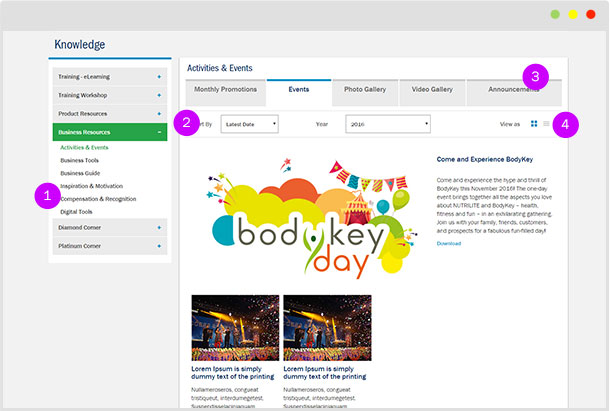 Knowledge
Training - eLearning +
Training Workshop +
Product Resources +
Business Resources –
Activities & Events
Business Tools
Business Guide
Inspiration & Motivation
1
Compensation & Recognition
Digital Tools
Diamond Corner +
Platinum Corner +
Activities & Events
3
Monthly Promotions Events Photo Gallery Video Gallery Announcements
2 By Latest Date Year 2016 View as 4
bodykey
day
Come and Experience BodyKey
Come and experience the hype and thrill of
BodyKey this November 2016! The one-day
event brings together all the aspects you love
about NUTRILITE and BodyKey – health,
fitness and fun – in an exhilarating gathering.
Join us with your family, friends, customers,
and prospects for a fabulous fun-filled day!
Download
Lorem Ipsum is simply
dummy text of the printing
Nullameroseros, congueat
tristiqueut, interdumegetest.
Suspendisselaciniaquam
Lorem Ipsum is simply
dummy text of the printing
Nullameroseros, congueat
tristiqueut, interdumegetest.
Suspendisselaciniaquam